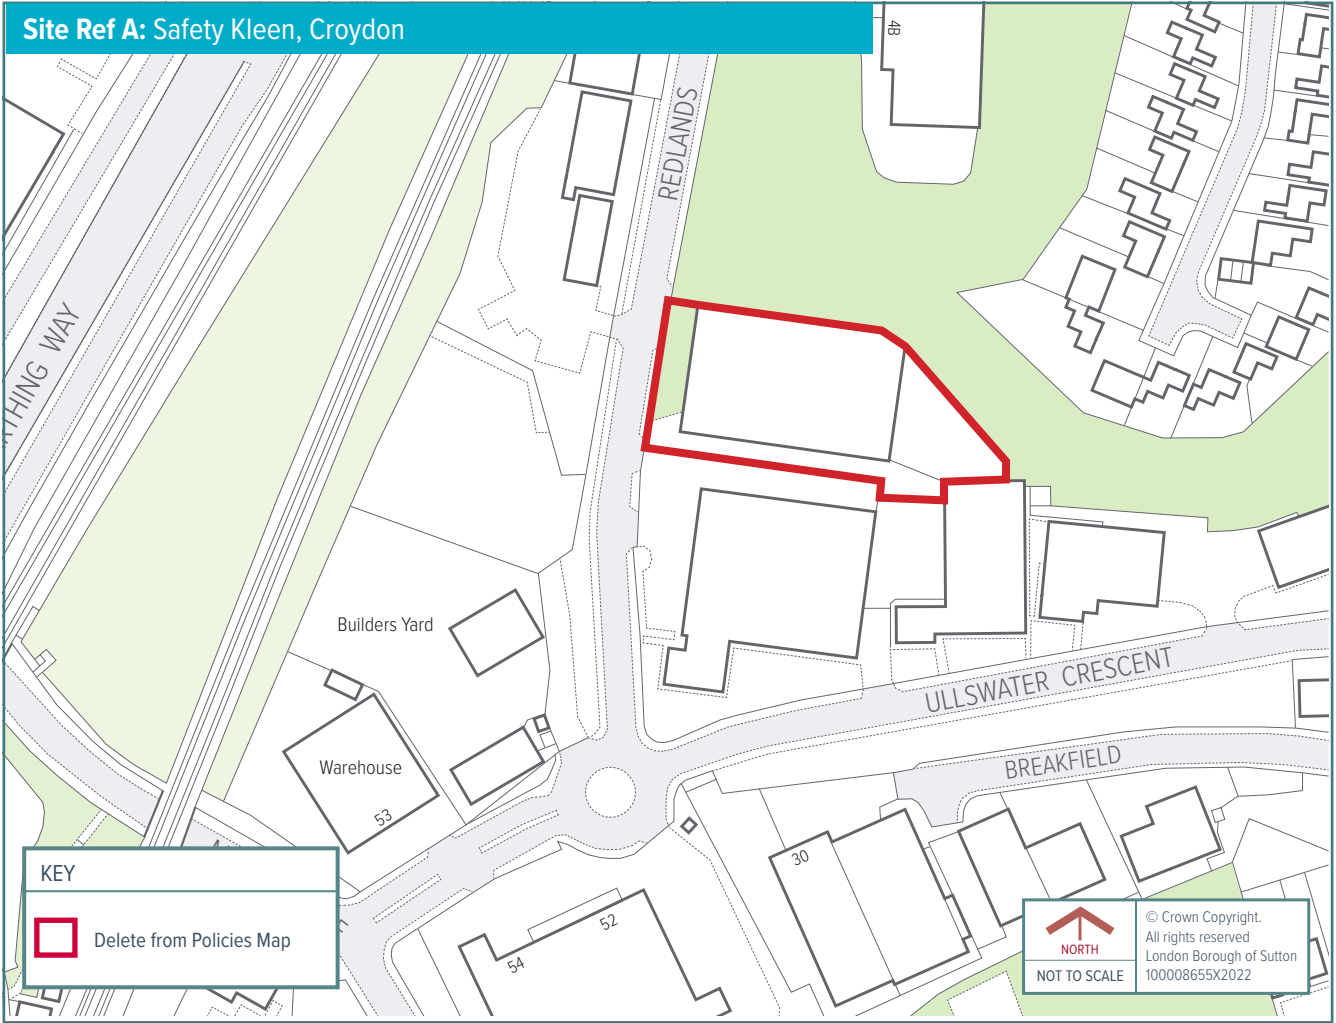 Site Ref A: Safety Kleen, Croydon
4B
REDLANDS
THING WAY
Builders Yard
Warehouse
53
ULLSWATER CRESCENT
BREAKFIELD
30
52
54
KEY
Delete from Policies Map
NORTH
NOT TO SCALE
© Crown Copyright.
All rights reserved
London Borough of Sutton
100008655X2022